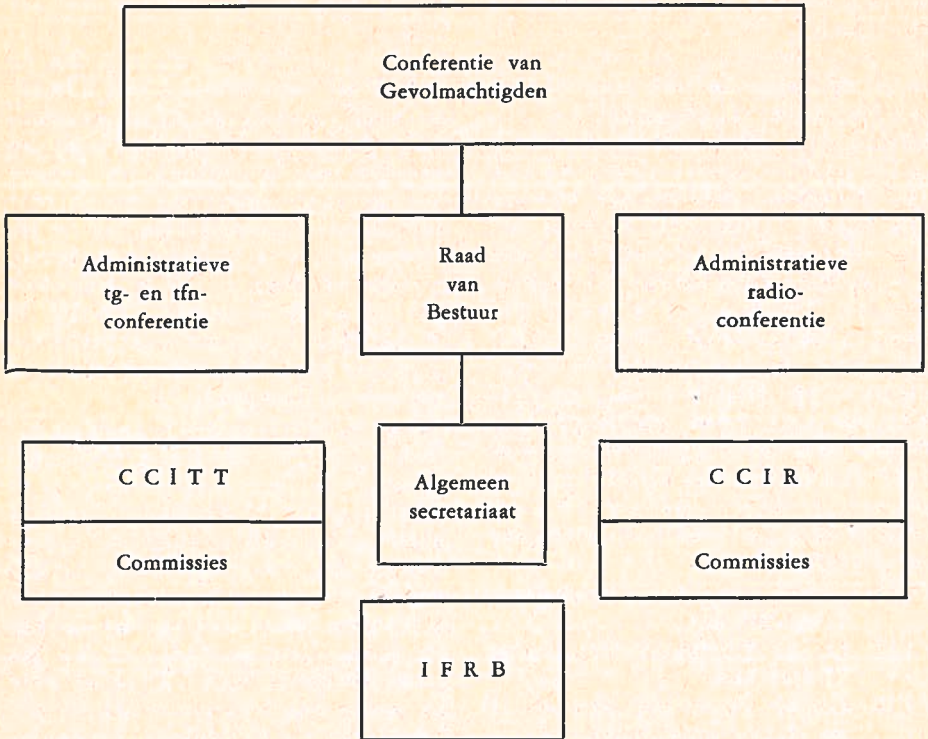 Conferentie van
Gevolmachtigden
Administratieve
tg- en tfn-
conferentie
Raad
van
Bestuur
Administratieve
radio-
conferentie
C C I T T
Commissies
Algemeen
secretariaat
C C I R
Commissies
I F R B